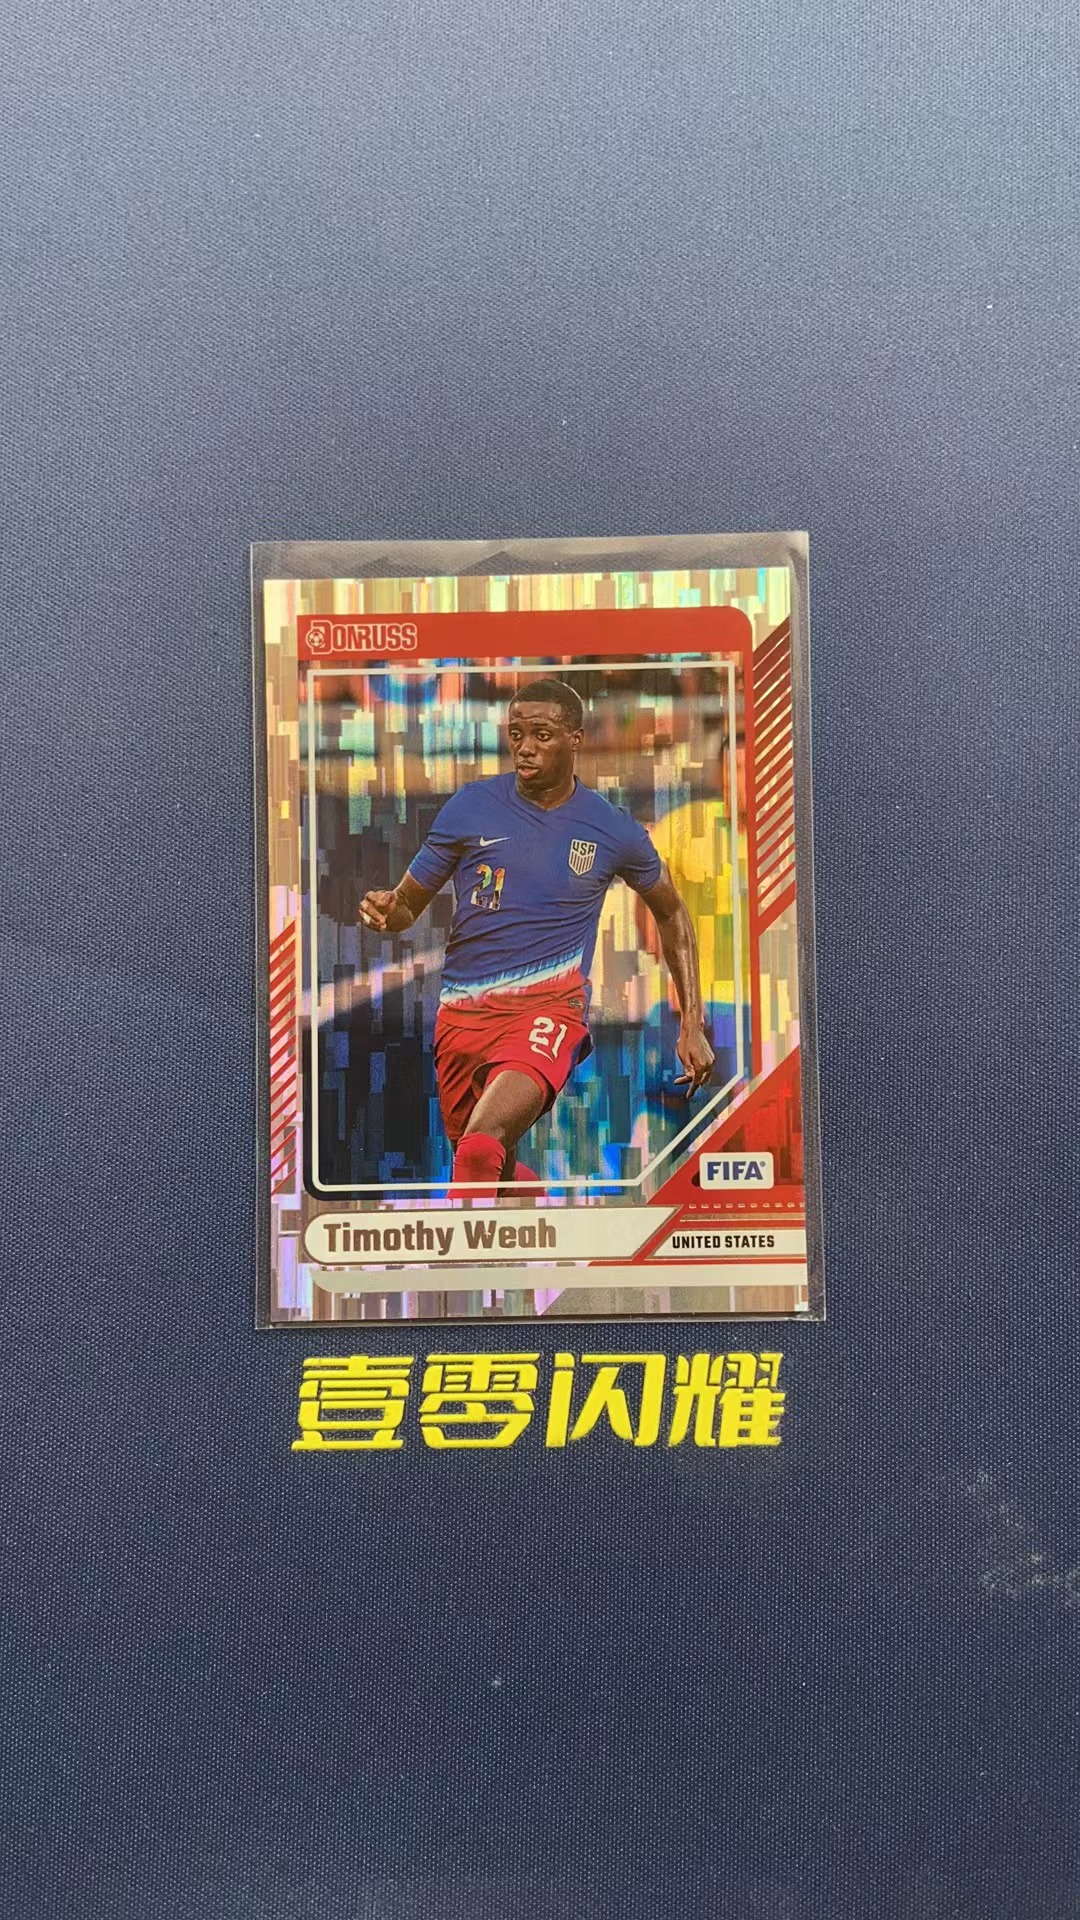 DONRUSS
USA
21
21
FIFA
Timothy Weah
UNITED STATES
壹零闪耀